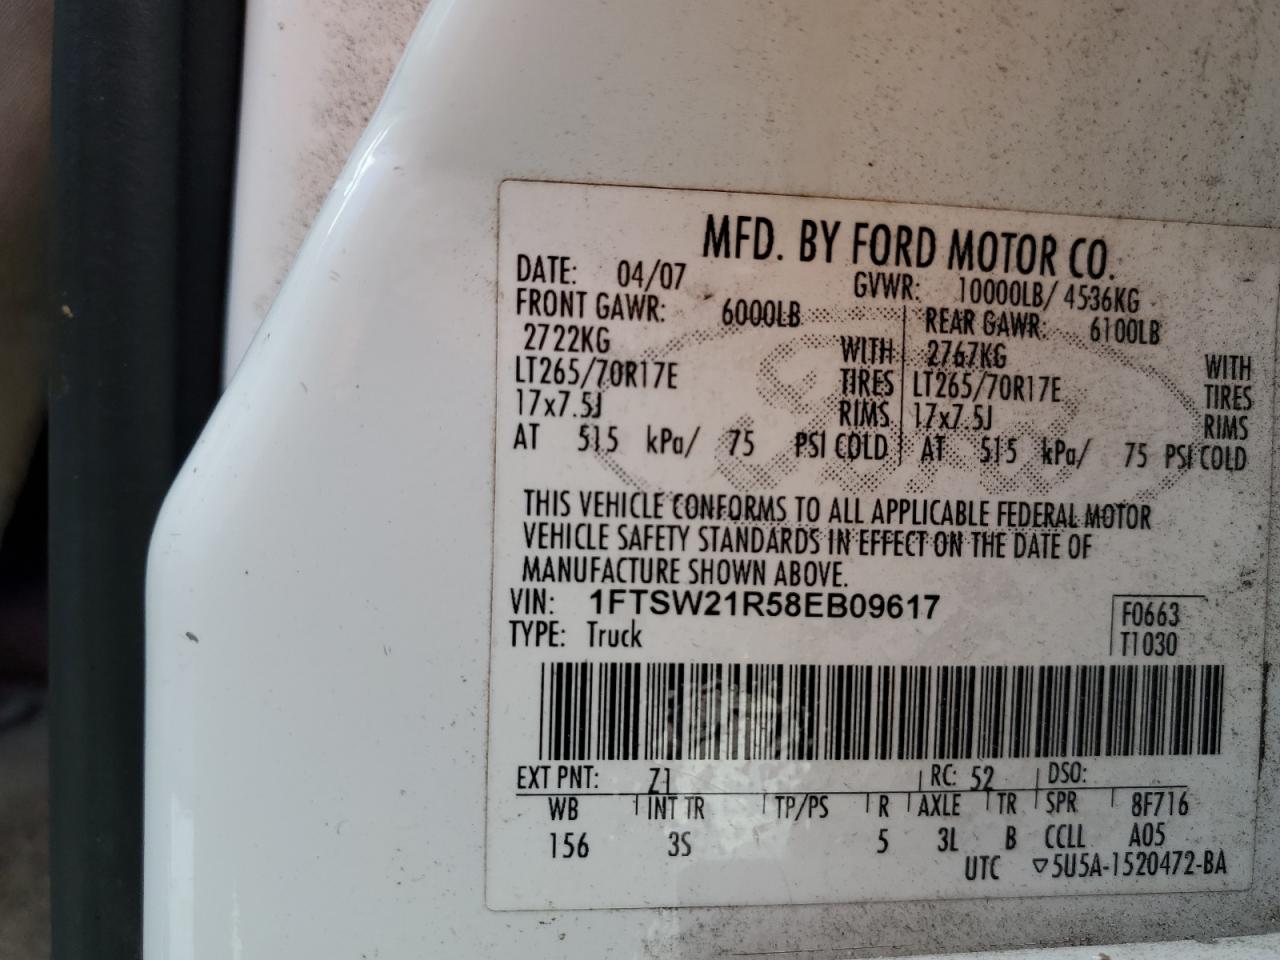 MFD. BY FORD MOTOR CO.
DATE: 04/07 GVWR: 10000LB/ 4536KG
FRONT GAWR: 6000LB REAR GAWR: 6100LB
2722KG WITH 2767KG WITH
LT265/70R17E TIRES LT265/70R17E TIRES
17x7.5J RIMS 17x7.5J RIMS
AT 515 kPa/ 75 PSI COLD AT 515 kPa/ 75 PSI COLD
THIS VEHICLE CONFORMS TO ALL APPLICABLE FEDERAL MOTOR
VEHICLE SAFETY STANDARDS IN EFFECT ON THE DATE OF
MANUFACTURE SHOWN ABOVE.
VIN: 1FTSW21R58EB09617 F0663
TYPE: Truck T1030
EXT PNT: Z1 RC: 52 DSO:
WB INT TR TP/PS R AXLE TR SPR 8F716
156 3S 5 3L B CCLL A05
UTC ▽5U5A-1520472-BA